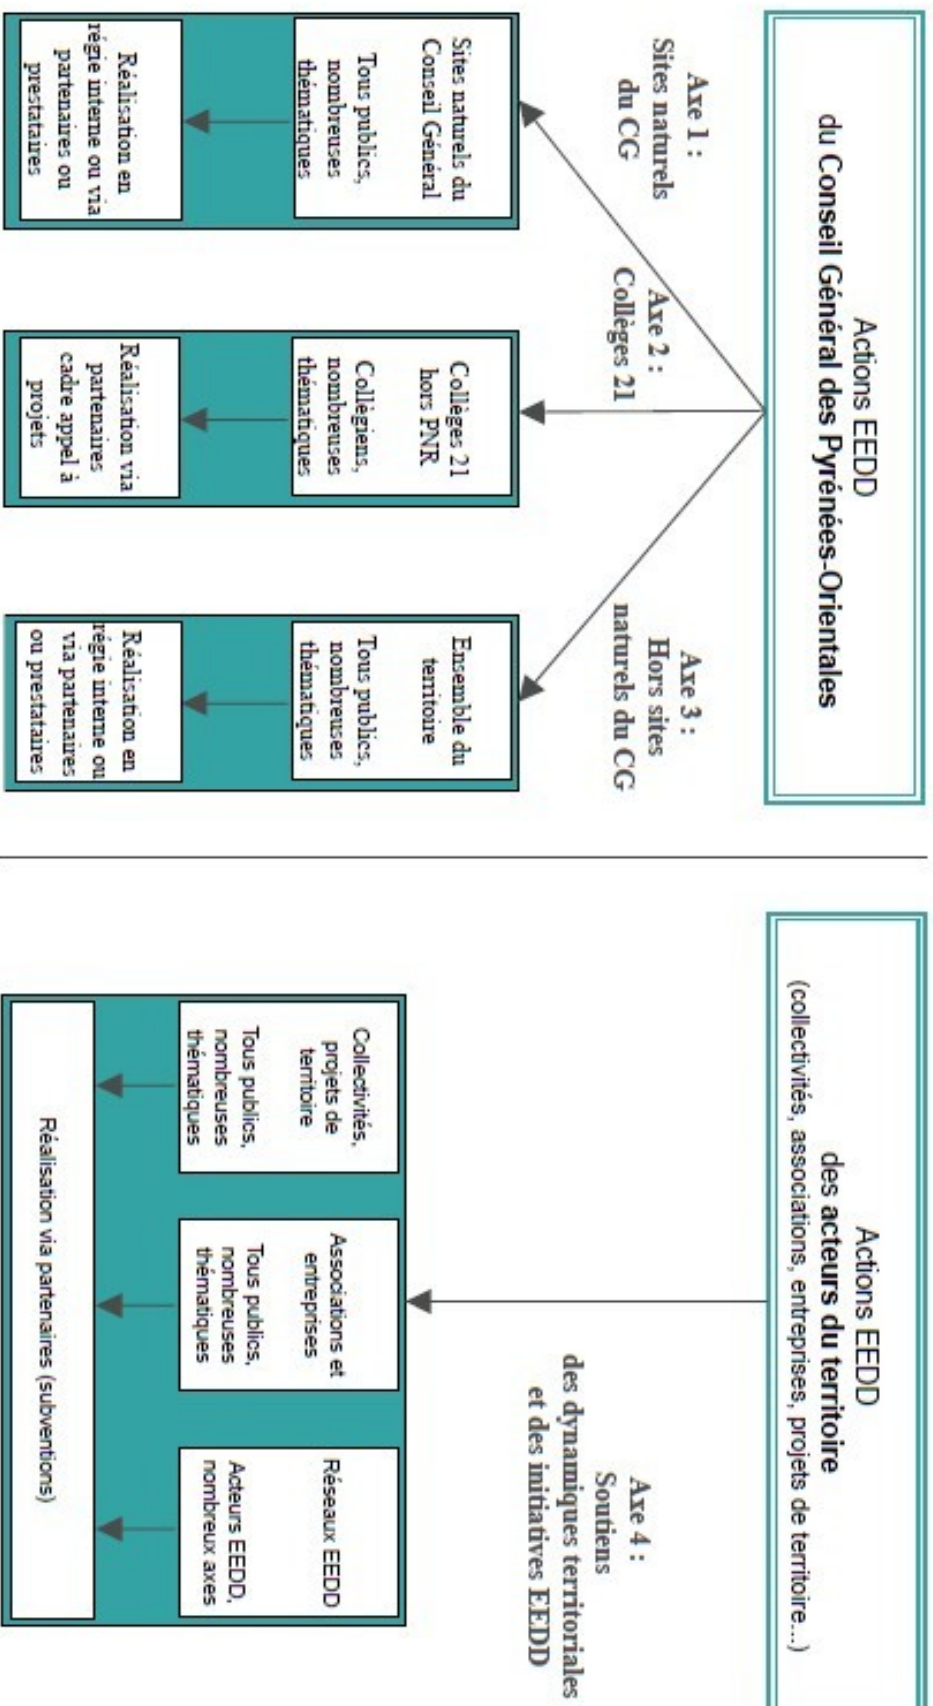 Actions EEDD
du Conseil Général des Pyrénées-Orientales
Axe 1 :
Sites naturels
du CG
Axe 2 :
Collèges 21
Axe 3 :
Hors sites
naturels du CG
Sites naturels du
Conseil Général
Tous publics,
nombreuses
thématiques
Réalisation en
régie interne ou via
partenaires ou
prestataires
Collèges 21
hors PNR
Collègiens,
nombreuses
thématiques
Réalisation via
partenaires
cadre appel à
projets
Ensemble du
territoire
Tous publics,
nombreuses
thématiques
Réalisation en
régie interne ou
via partenaires
ou prestataires
Actions EEDD
des acteurs du territoire
(collectivités, associations, entreprises, projets de territoire...)
Axe 4 :
Soutiens
des dynamiques territoriales
et des initiatives EEDD
Collectivités,
projets de
territoire
Tous publics,
nombreuses
thématiques
Associations et
entreprises
Tous publics,
nombreuses
thématiques
Réseaux EEDD
Acteurs EEDD,
nombreux axes
Réalisation via partenaires (subventions)